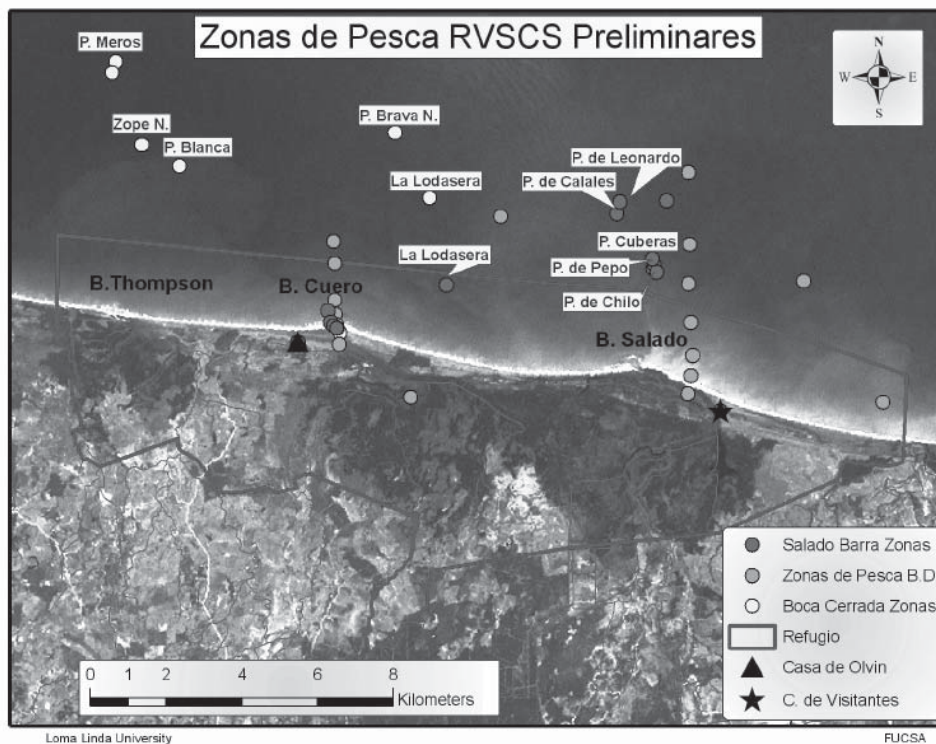 Zonas de Pesca RVSCS Preliminares
P. Meros
N
W E
S
Zope N.
P. Blanca
P. Brava N.
P. de Leonardo
La Lodasera
P. de Calales
P. Cuberas
La Lodasera
P. de Pepo
B.Thompson
B. Cuero
P. de Chilo
B. Salado
Salado Barra Zonas
Zonas de Pesca B.D
Boca Cerrada Zonas
Refugio
Casa de Olvin
C. de Visitantes
0 1 2 4 6 8
Kilometers
Loma Linda University
FUCSA